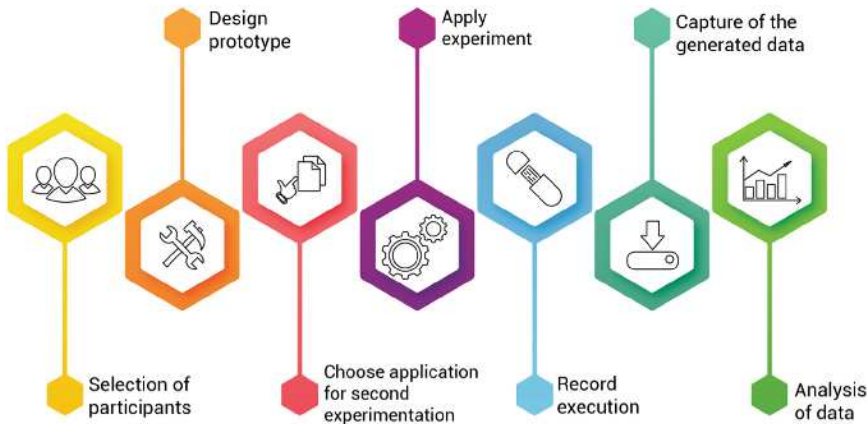 Design
prototype
Apply
experiment
Capture of the
generated data
Selection of
participants
Choose application
for second
experimentation
Record
execution
Analysis
of data